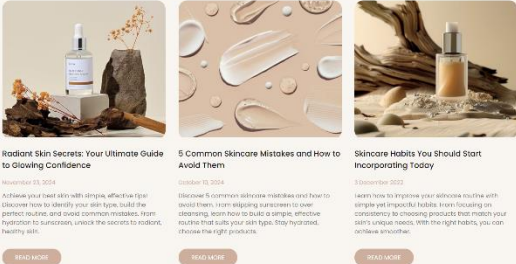 Radiant Skin Secrets: Your Ultimate Guide
to Glowing Confidence
November 23, 2024
Achieve your best skin with simple, effective tips!
Discover how to identify your skin type, build the
perfect routine, and avoid common mistakes. From
hydration to sunscreen, unlock the secrets to radiant,
healthy skin.
READ MORE
5 Common Skincare Mistakes and How to
Avoid Them
October 15, 2024
Discover 5 common skincare mistakes and how to
avoid them. From skipping sunscreen to over
cleansing, learn how to build a simple, effective
routine that suits your skin type. Stay hydrated,
choose the right products.
READ MORE
Skincare Habits You Should Start
Incorporating Today
3 December 2022
Learn how to improve your skincare routine with
simple yet impactful habits. From focusing on
consistency to choosing products that match your
skin's unique needs. With the right habits, you can
achieve smoother.
READ MORE